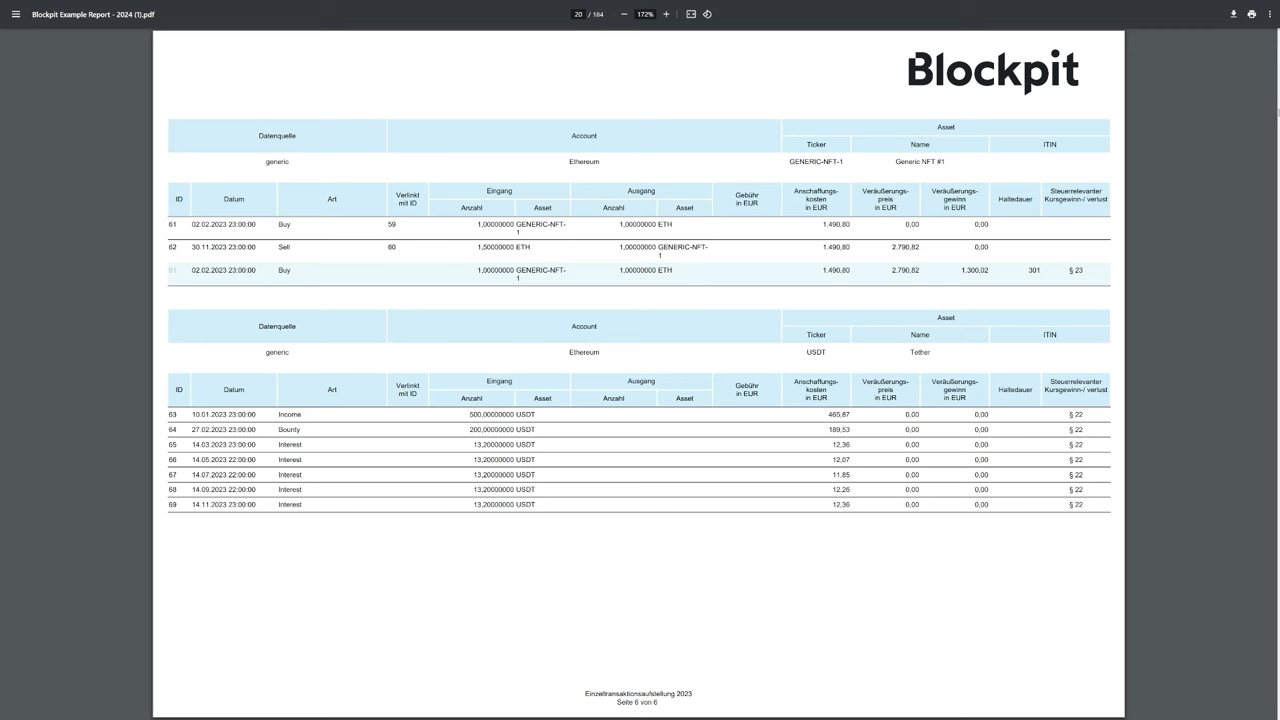 Blockpit Example Report - 2024 (1).pdf
20 / 184
172%
Blockpit
Datenquelle Account Asset
Ticker Name ITIN
generic Ethereum GENERIC-NFT-1 Generic NFT #1
ID Datum Art Verlinkt mit ID Eingang Ausgang Gebühr in EUR Anschaffungs-kosten in EUR Veräußerungs-preis in EUR Veräußerungs-gewinn in EUR Haltedauer Steuerrelevanter Kursgewinn-/ verlust
Anzahl Asset Anzahl Asset
61 02.02.2023 23:00:00 Buy 59 1,00000000 GENERIC-NFT-1 1,00000000 ETH 1.490,80 0,00 0,00
62 30.11.2023 23:00:00 Sell 60 1,50000000 ETH 1,00000000 GENERIC-NFT-1 1.490,80 2.790,82 0,00
61 02.02.2023 23:00:00 Buy 1,00000000 GENERIC-NFT-1 1,00000000 ETH 1.490,80 2.790,82 1.300,02 301 § 23
Datenquelle Account Asset
Ticker Name ITIN
generic Ethereum USDT Tether
ID Datum Art Verlinkt mit ID Eingang Ausgang Gebühr in EUR Anschaffungs-kosten in EUR Veräußerungs-preis in EUR Veräußerungs-gewinn in EUR Haltedauer Steuerrelevanter Kursgewinn-/ verlust
Anzahl Asset Anzahl Asset
63 10.01.2023 23:00:00 Income 500,00000000 USDT 465,87 0,00 0,00 § 22
64 27.02.2023 23:00:00 Bounty 200,00000000 USDT 189,53 0,00 0,00 § 22
65 14.03.2023 23:00:00 Interest 13,20000000 USDT 12,36 0,00 0,00 § 22
66 14.05.2023 22:00:00 Interest 13,20000000 USDT 12,07 0,00 0,00 § 22
67 14.07.2023 22:00:00 Interest 13,20000000 USDT 11,85 0,00 0,00 § 22
68 14.09.2023 22:00:00 Interest 13,20000000 USDT 12,26 0,00 0,00 § 22
69 14.11.2023 23:00:00 Interest 13,20000000 USDT 12,36 0,00 0,00 § 22
Einzeltransaktionsaufstellung 2023
Seite 6 von 6